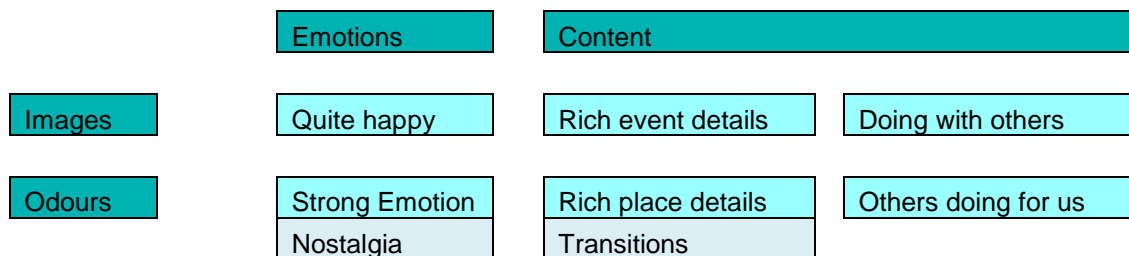 Emotions Content
Images Quite happy Rich event details Doing with others
Odours Strong Emotion Rich place details Others doing for us
Nostalgia Transitions